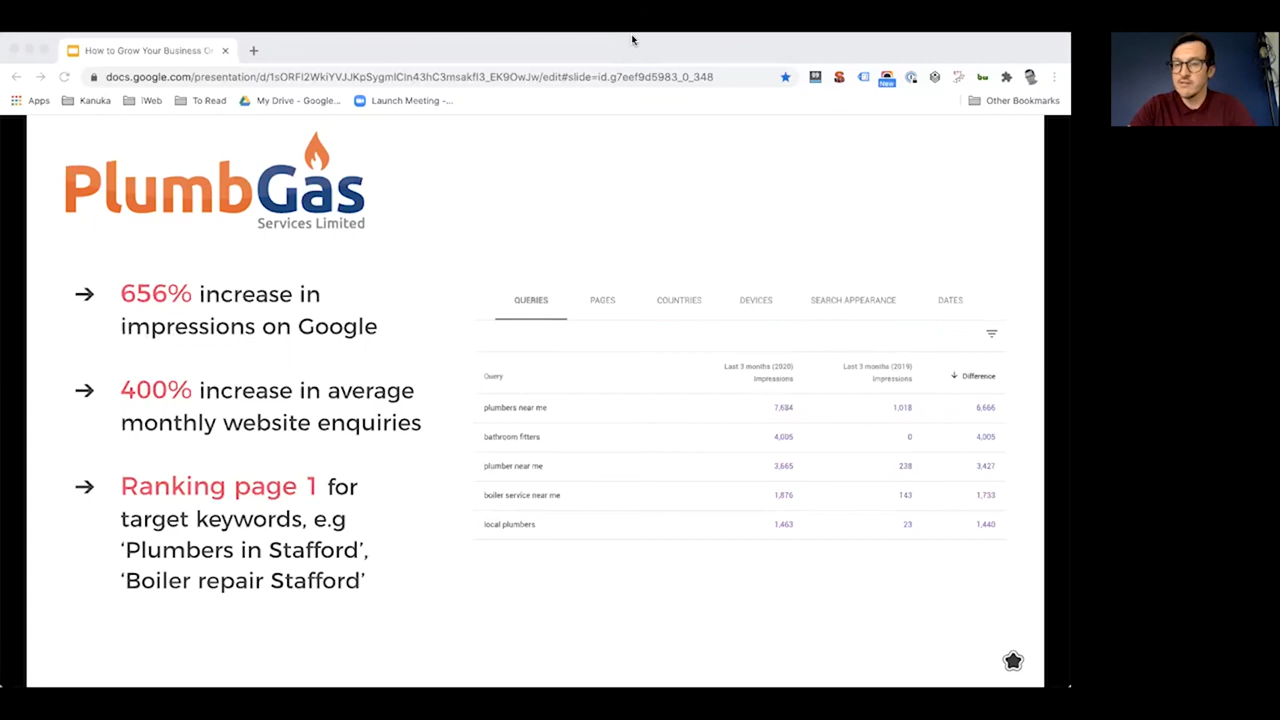 How to Grow Your Business O
docs.google.com/presentation/d/1sORFI2WkiYVJJKpSygmlCIn43hC3msakfI3_EK9OwJw/edit#slide=id.g7eef9d5983_0_348
New
Apps
Kanuka
iWeb
To Read
My Drive - Google...
Launch Meeting -...
Other Bookmarks
PlumbGas
Services Limited
→ 656% increase in
impressions on Google
→ 400% increase in average
monthly website enquiries
→ Ranking page 1 for
target keywords, e.g
‘Plumbers in Stafford’,
‘Boiler repair Stafford’
QUERIES PAGES COUNTRIES DEVICES SEARCH APPEARANCE DATES
Query Last 3 months (2020) Impressions Last 3 months (2019) Impressions Difference
plumbers near me 7,684 1,018 6,666
bathroom fitters 4,005 0 4,005
plumber near me 3,665 238 3,427
boiler service near me 1,876 143 1,733
local plumbers 1,463 23 1,440